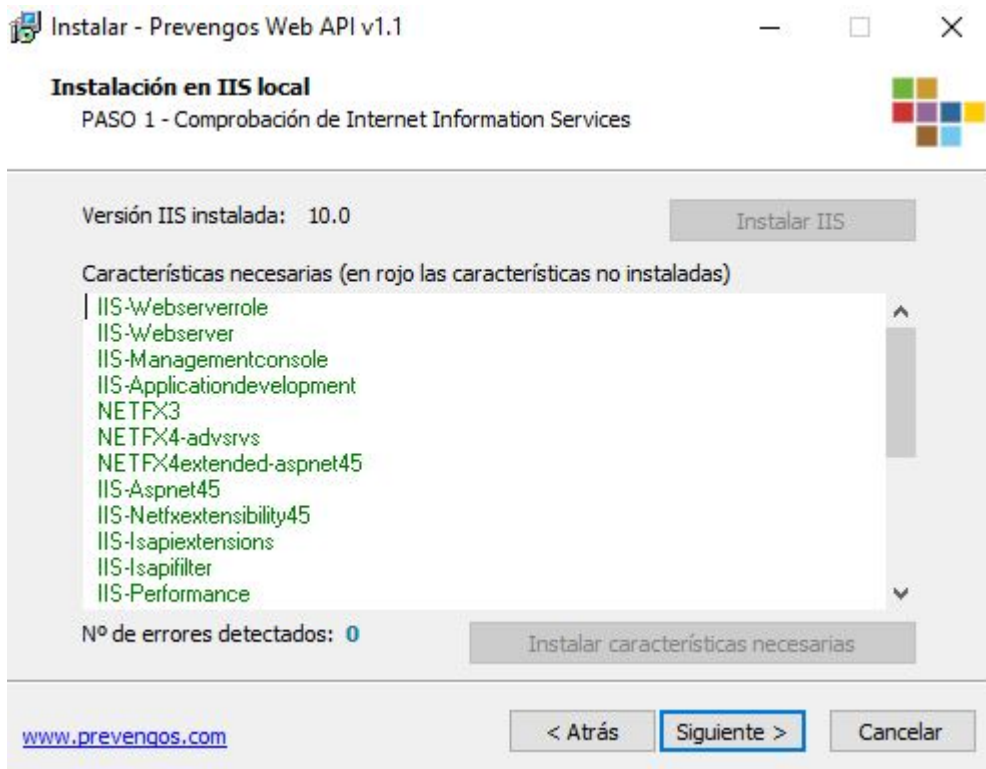 Instalar - Prevengos Web API v1.1
Instalación en IIS local
PASO 1 - Comprobación de Internet Information Services
Versión IIS instalada: 10.0
Instalar IIS
Características necesarias (en rojo las características no instaladas)
IIS-Webserverrole
IIS-Webserver
IIS-Managementconsole
IIS-Applicationdevelopment
NETFX3
NETFX4-advsrvs
NETFX4extended-aspnet45
IIS-Aspnet45
IIS-Netfxextensibility45
IIS-Isapiextensions
IIS-Isapifilter
IIS-Performance
Nº de errores detectados: 0
Instalar características necesarias
www.prevengos.com
< Atrás
Siguiente >
Cancelar